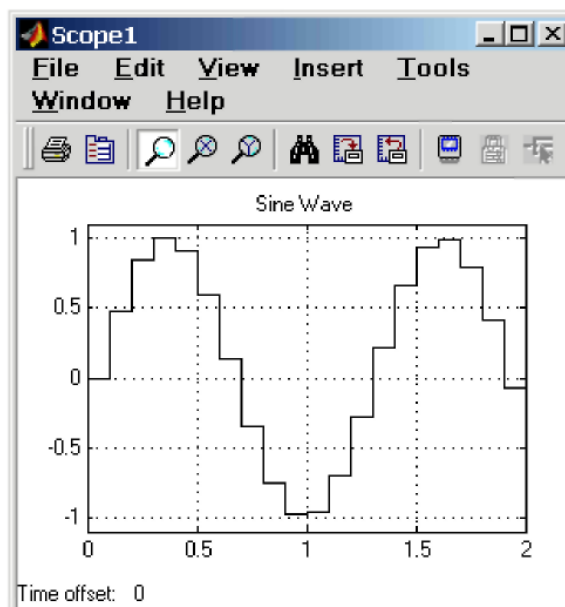 Scope1
File Edit View Insert Tools
Window Help
Sine Wave
1
0.5
0
-0.5
-1
0 0.5 1 1.5 2
Time offset: 0